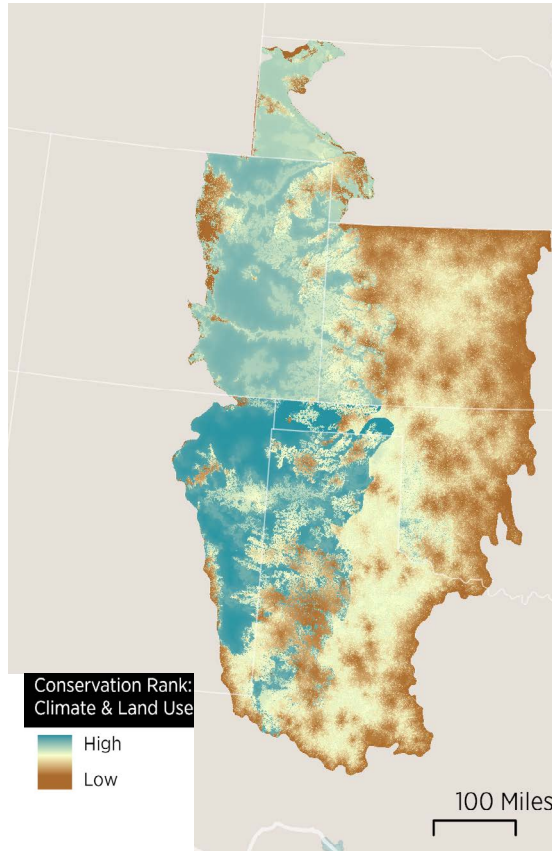 Conservation Rank:
Climate & Land Use
High
Low
100 Miles